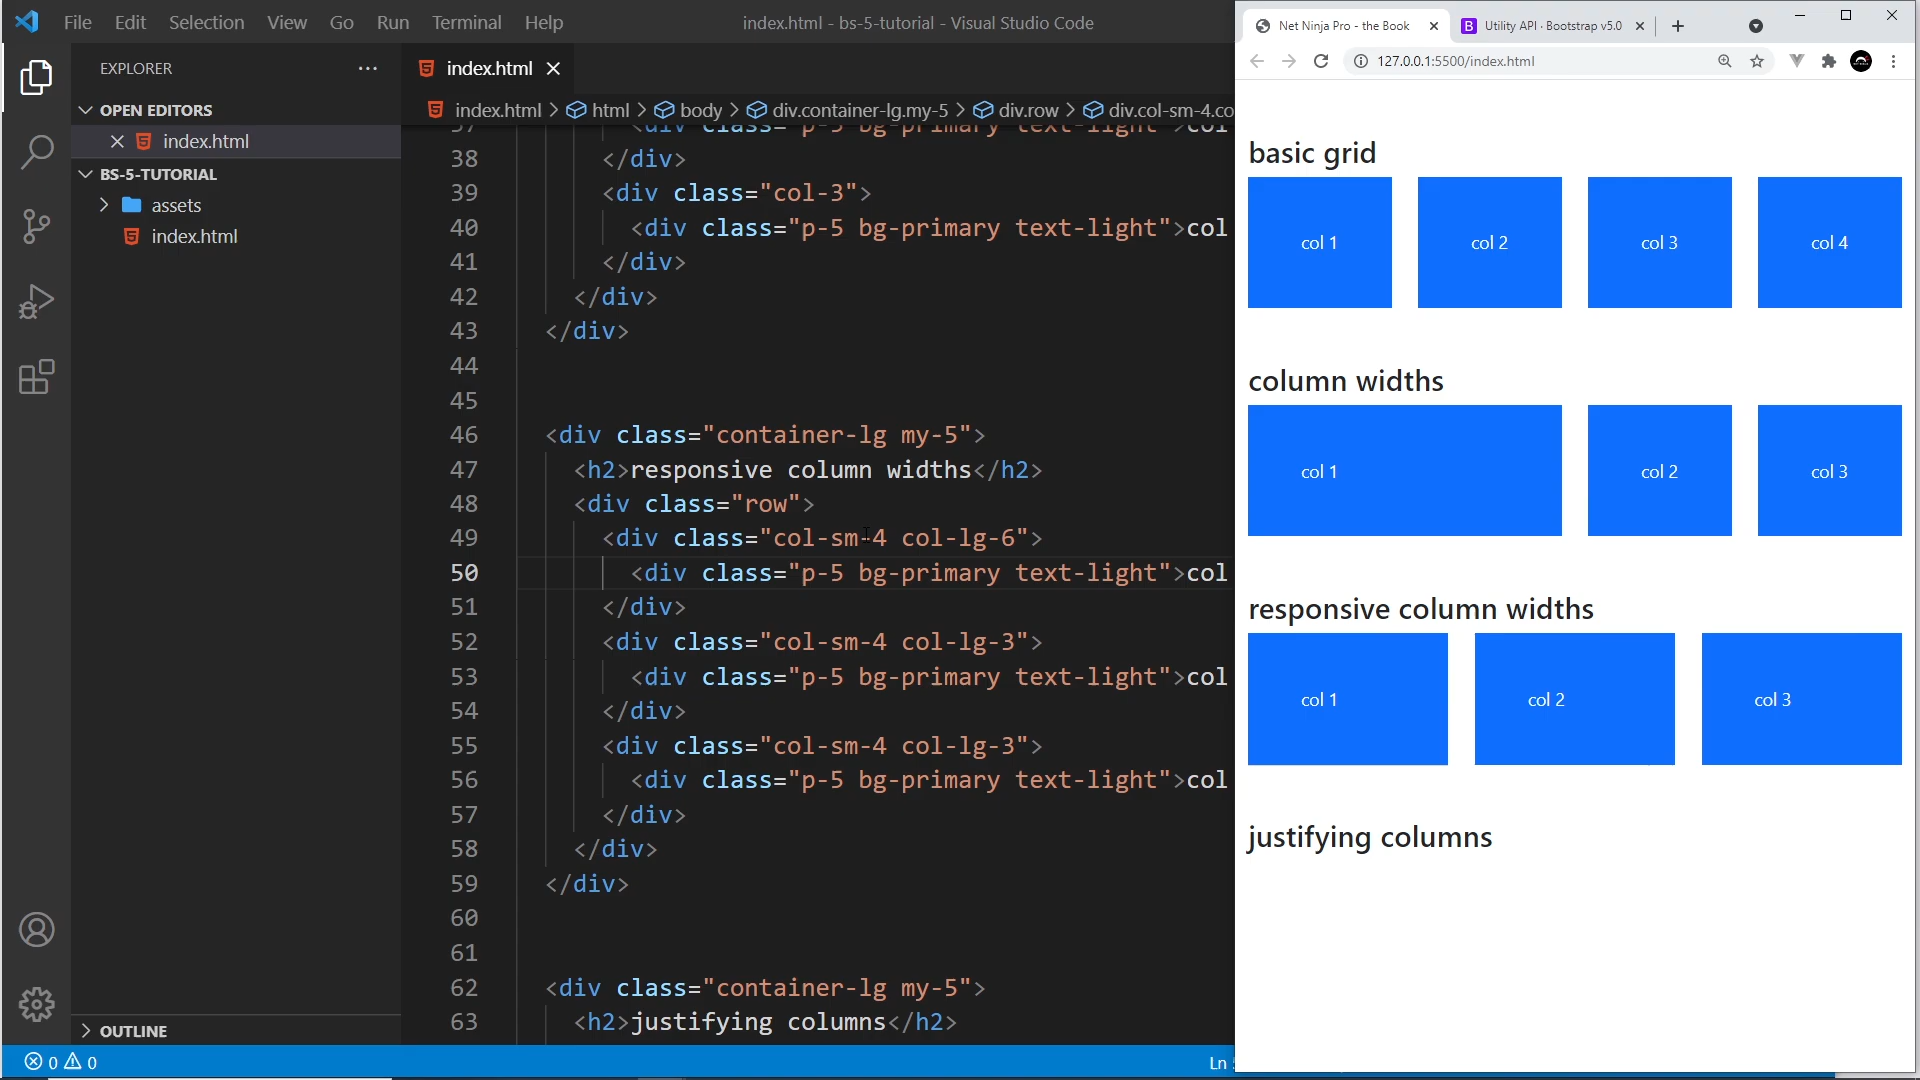 File Edit Selection View Go Run Terminal Help
index.html - bs-5-tutorial - Visual Studio Code
EXPLORER
OPEN EDITORS
index.html
BS-5-TUTORIAL
assets
index.html
OUTLINE
0 0
index.html
index.html > html > body > div.container-lg.my-5 > div.row > div.col-sm-4.co
37 <div class="p-5 bg-primary text-light">col
38 </div>
39 <div class="col-3">
40 <div class="p-5 bg-primary text-light">col
41 </div>
42 </div>
43 </div>
44
45
46 <div class="container-lg my-5">
47 <h2>responsive column widths</h2>
48 <div class="row">
49 <div class="col-sm-4 col-lg-6">
50 <div class="p-5 bg-primary text-light">col
51 </div>
52 <div class="col-sm-4 col-lg-3">
53 <div class="p-5 bg-primary text-light">col
54 </div>
55 <div class="col-sm-4 col-lg-3">
56 <div class="p-5 bg-primary text-light">col
57 </div>
58 </div>
59 </div>
60
61
62 <div class="container-lg my-5">
63 <h2>justifying columns</h2>
Ln
Net Ninja Pro - the Book
Utility API · Bootstrap v5.0
127.0.0.1:5500/index.html
basic grid
col 1 col 2 col 3 col 4
column widths
col 1 col 2 col 3
responsive column widths
col 1 col 2 col 3
justifying columns